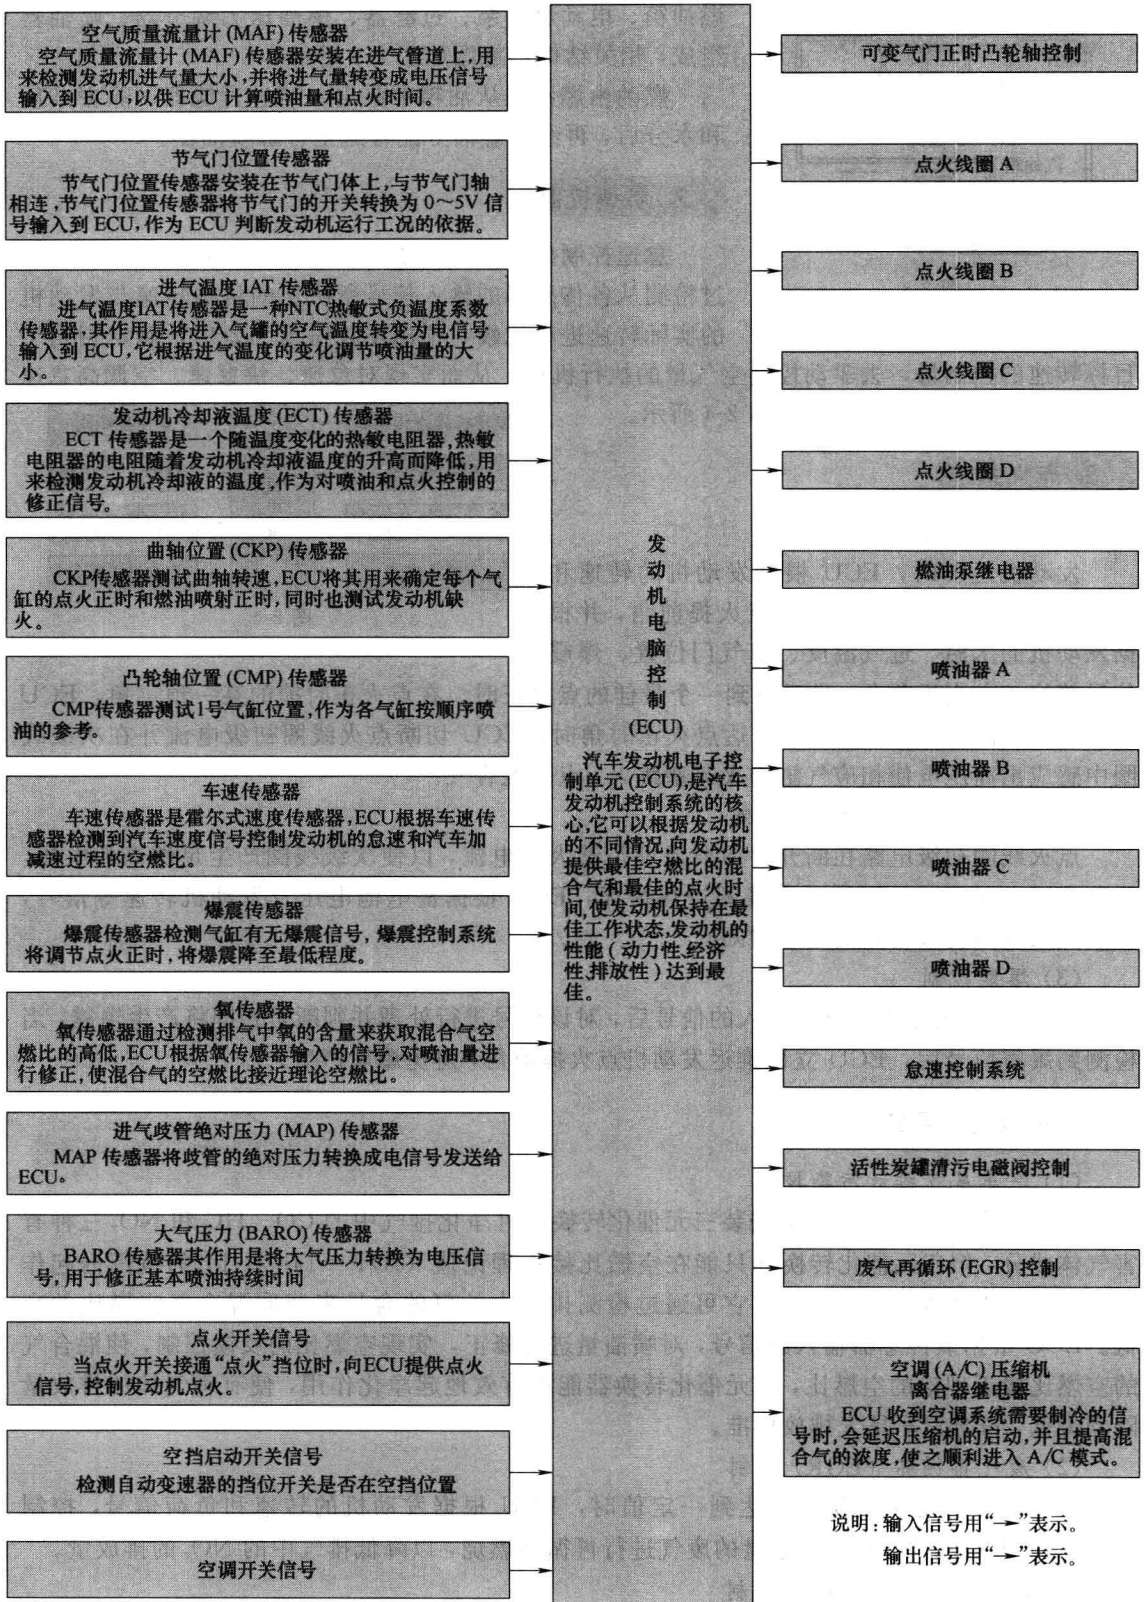 空气质量流量计 (MAF) 传感器
空气质量流量计 (MAF) 传感器安装在进气管道上,用
来检测发动机进气量大小,并将进气量转变成电压信号
输入到 ECU,以供 ECU 计算喷油量和点火时间。
节气门位置传感器
节气门位置传感器安装在节气门体上,与节气门轴
相连,节气门位置传感器将节气门的开关转换为 0～5V 信
号输入到 ECU,作为 ECU 判断发动机运行工况的依据。
进气温度 IAT 传感器
进气温度IAT传感器是一种NTC热敏式负温度系数
传感器,其作用是将进入气罐的空气温度转变为电信号
输入到 ECU,它根据进气温度的变化调节喷油量的大
小。
发动机冷却液温度 (ECT) 传感器
ECT 传感器是一个随温度变化的热敏电阻器,热敏
电阻器的电阻随着发动机冷却液温度的升高而降低,用
来检测发动机冷却液的温度,作为对喷油和点火控制的
修正信号。
曲轴位置 (CKP) 传感器
CKP传感器测试曲轴转速,ECU将其用来确定每个气
缸的点火正时和燃油喷射正时,同时也测试发动机缺
火。
凸轮轴位置 (CMP) 传感器
CMP传感器测试1号气缸位置,作为各气缸按顺序喷
油的参考。
车速传感器
车速传感器是霍尔式速度传感器,ECU根据车速传
感器检测到汽车速度信号控制发动机的怠速和汽车加
减速过程的空燃比。
爆震传感器
爆震传感器检测气缸有无爆震信号, 爆震控制系统
将调节点火正时,将爆震降至最低程度。
氧传感器
氧传感器通过检测排气中氧的含量来获取混合气空
燃比的高低,ECU根据氧传感器输入的信号,对喷油量进
行修正,使混合气的空燃比接近理论空燃比。
进气歧管绝对压力 (MAP) 传感器
MAP 传感器将歧管的绝对压力转换成电信号发送给
ECU。
大气压力 (BARO) 传感器
BARO 传感器其作用是将大气压力转换为电压信
号,用于修正基本喷油持续时间
点火开关信号
当点火开关接通“点火”挡位时,向ECU提供点火
信号,控制发动机点火。
空挡启动开关信号
检测自动变速器的挡位开关是否在空挡位置
空调开关信号
发
动
机
电
脑
控
制
(ECU)
汽车发动机电子控
制单元 (ECU),是汽车
发动机控制系统的核
心,它可以根据发动机
的不同情况,向发动机
提供最佳空燃比的混
合气和最佳的点火时
间,使发动机保持在最
佳工作状态,发动机的
性能 ( 动力性、经济
性、排放性 ) 达到最
佳。
可变气门正时凸轮轴控制
点火线圈 A
点火线圈 B
点火线圈 C
点火线圈 D
燃油泵继电器
喷油器 A
喷油器 B
喷油器 C
喷油器 D
怠速控制系统
活性炭罐清污电磁阀控制
废气再循环 (EGR) 控制
空调 (A/C) 压缩机
离合器继电器
ECU 收到空调系统需要制冷的信
号时,会延迟压缩机的启动,并且提高混
合气的浓度,使之顺利进入 A/C 模式。
说明:输入信号用“→”表示。
输出信号用“→”表示。